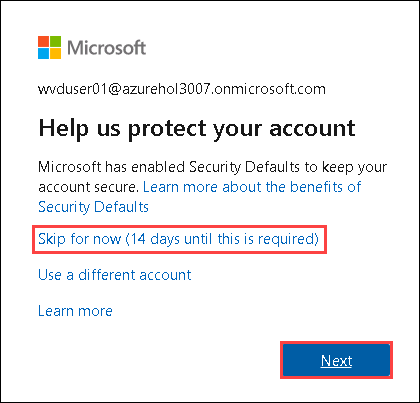 Microsoft
wvduser01@azurehol3007.onmicrosoft.com
Help us protect your account
Microsoft has enabled Security Defaults to keep your
account secure. Learn more about the benefits of
Security Defaults
Skip for now (14 days until this is required)
Use a different account
Learn more
Next